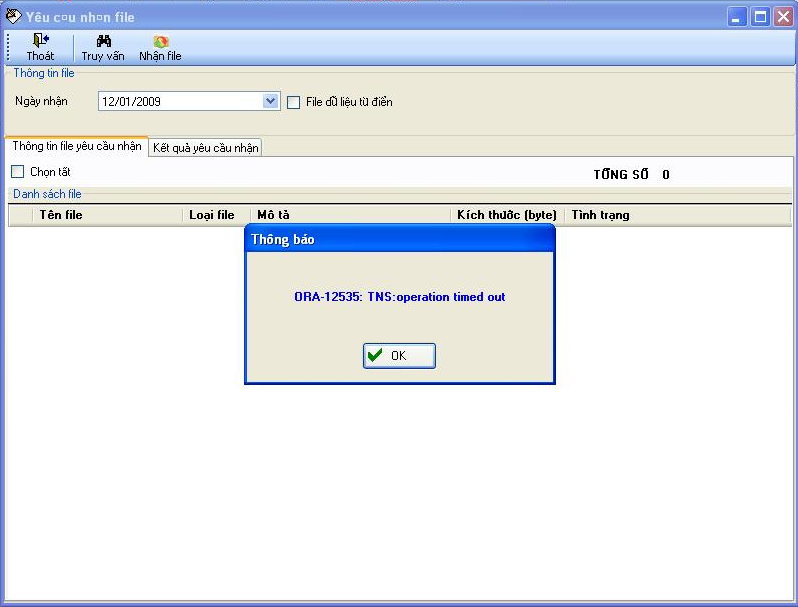 Yêu c¤u nh¤n file
Thoát Truy vấn Nhận file
Thông tin file
Ngày nhận 12/01/2009 File dữ liệu từ điển
Thông tin file yêu cầu nhận Kết quả yêu cầu nhận
Chọn tất TỔNG SỐ 0
Danh sách file
Tên file Loại file Mô tả Kích thước (byte) Tình trạng
Thông báo
ORA-12535: TNS:operation timed out
OK